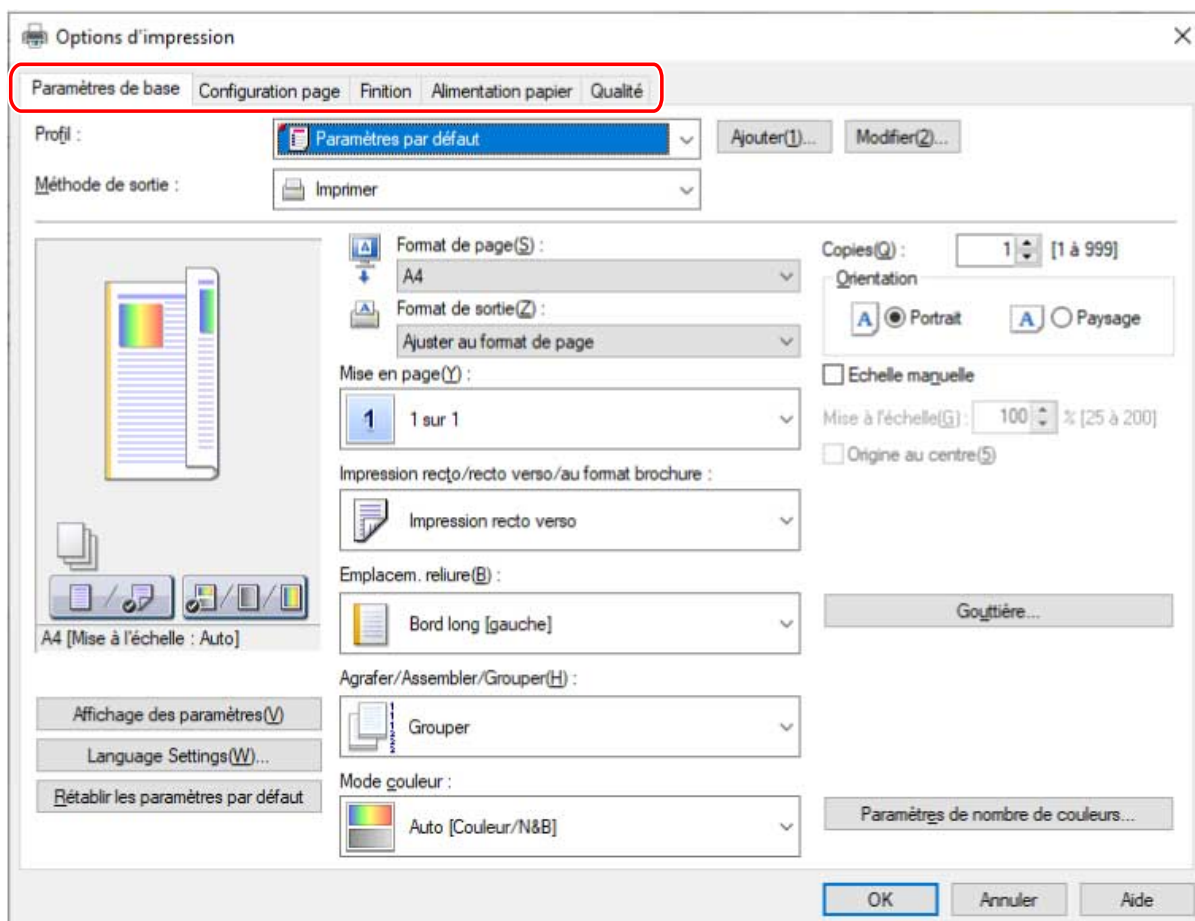 Options d'impression
Paramètres de base Configuration page Finition Alimentation papier Qualité
Profil : Paramètres par défaut Ajouter(1)... Modifier(2)...
Méthode de sortie : Imprimer
Format de page(S) :
A4
Format de sortie(Z) :
Ajuster au format de page
Mise en page(Y) :
1 1 sur 1
Impression recto/recto verso/au format brochure :
Impression recto verso
Emplacem. reliure(B) :
Bord long [gauche]
Agrafer/Assembler/Grouper(H) :
Grouper
Mode couleur :
Auto [Couleur/N&B]
Copies(Q) : 1 [1 à 999]
Orientation
A Portrait A Paysage
Echelle manuelle
Mise à l'échelle(G) : 100 % [25 à 200]
Origine au centre(5)
Gouttière...
Paramètres de nombre de couleurs...
A4 [Mise à l'échelle : Auto]
Affichage des paramètres(V)
Language Settings(W)...
Rétablir les paramètres par défaut
OK Annuler Aide